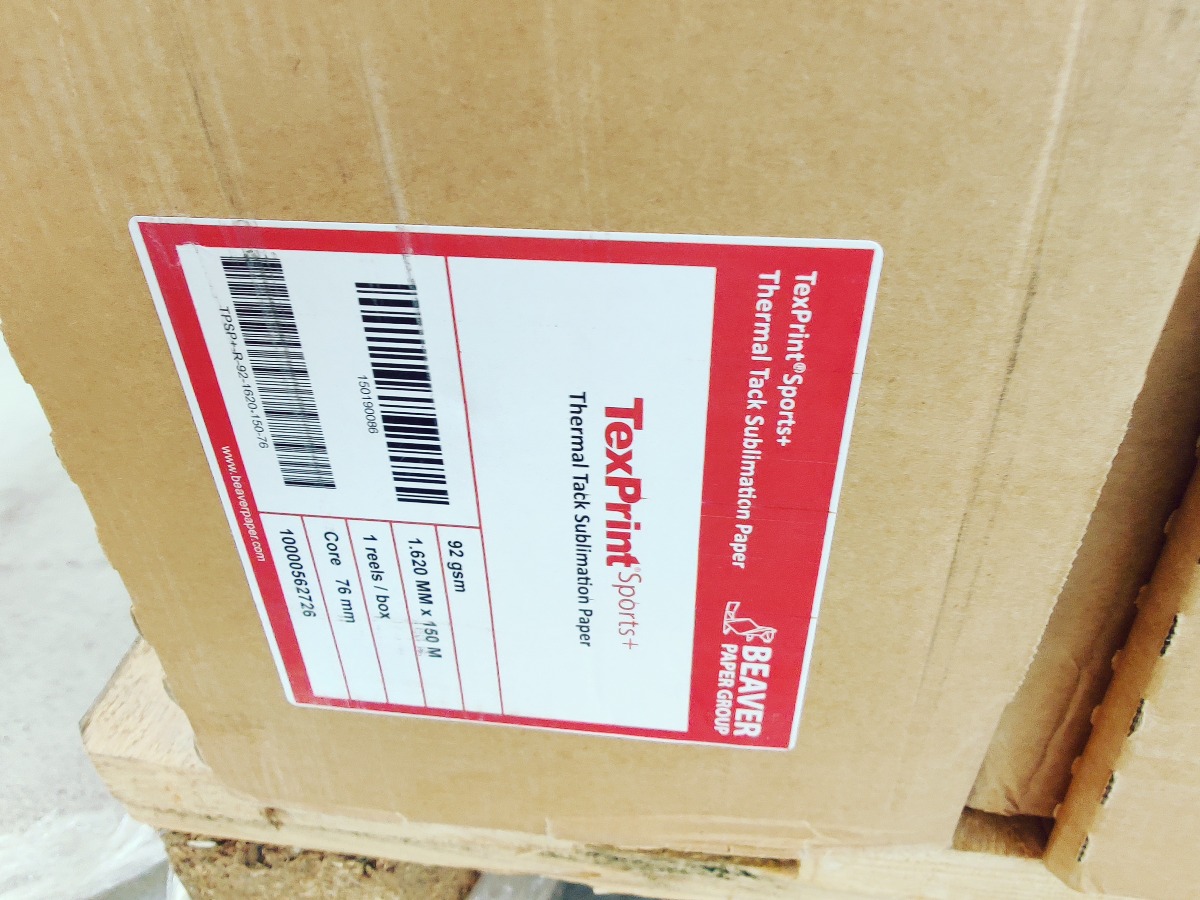 TexPrint®Sports+
Thermal Tack Sublimation Paper
BEAVER
PAPER GROUP
TexPrint®Sports+
Thermal Tack Sublimation Paper
150190086
TPSP+-R-92-1620-150-76
92 gsm
1,620 MM x 150 M
1 reels / box
Core 76 mm
10000562726
www.beaverpaper.com